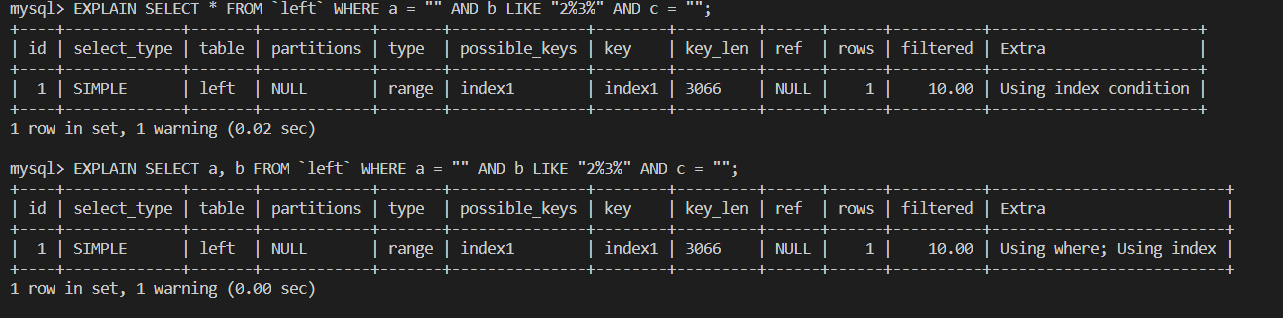 mysql> EXPLAIN SELECT * FROM `left` WHERE a = "" AND b LIKE "2%3%" AND c = "";
+----+-------------+-------+------------+-------+---------------+--------+---------+------+------+----------+-----------------------+
| id | select_type | table | partitions | type  | possible_keys | key    | key_len | ref  | rows | filtered | Extra                 |
+----+-------------+-------+------------+-------+---------------+--------+---------+------+------+----------+-----------------------+
|  1 | SIMPLE      | left  | NULL       | range | index1        | index1 | 3066    | NULL |    1 |    10.00 | Using index condition |
+----+-------------+-------+------------+-------+---------------+--------+---------+------+------+----------+-----------------------+
1 row in set, 1 warning (0.02 sec)
mysql> EXPLAIN SELECT a, b FROM `left` WHERE a = "" AND b LIKE "2%3%" AND c = "";
+----+-------------+-------+------------+-------+---------------+--------+---------+------+------+----------+--------------------------+
| id | select_type | table | partitions | type  | possible_keys | key    | key_len | ref  | rows | filtered | Extra                    |
+----+-------------+-------+------------+-------+---------------+--------+---------+------+------+----------+--------------------------+
|  1 | SIMPLE      | left  | NULL       | range | index1        | index1 | 3066    | NULL |    1 |    10.00 | Using where; Using index |
+----+-------------+-------+------------+-------+---------------+--------+---------+------+------+----------+--------------------------+
1 row in set, 1 warning (0.00 sec)